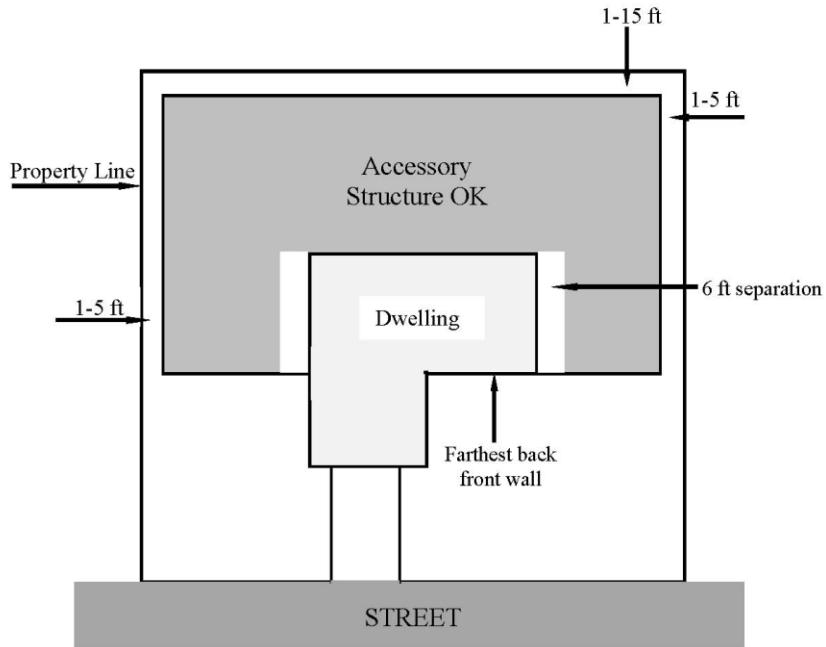 1-15 ft
1-5 ft
Accessory
Structure OK
Property Line
6 ft separation
1-5 ft
Dwelling
Farthest back
front wall
STREET